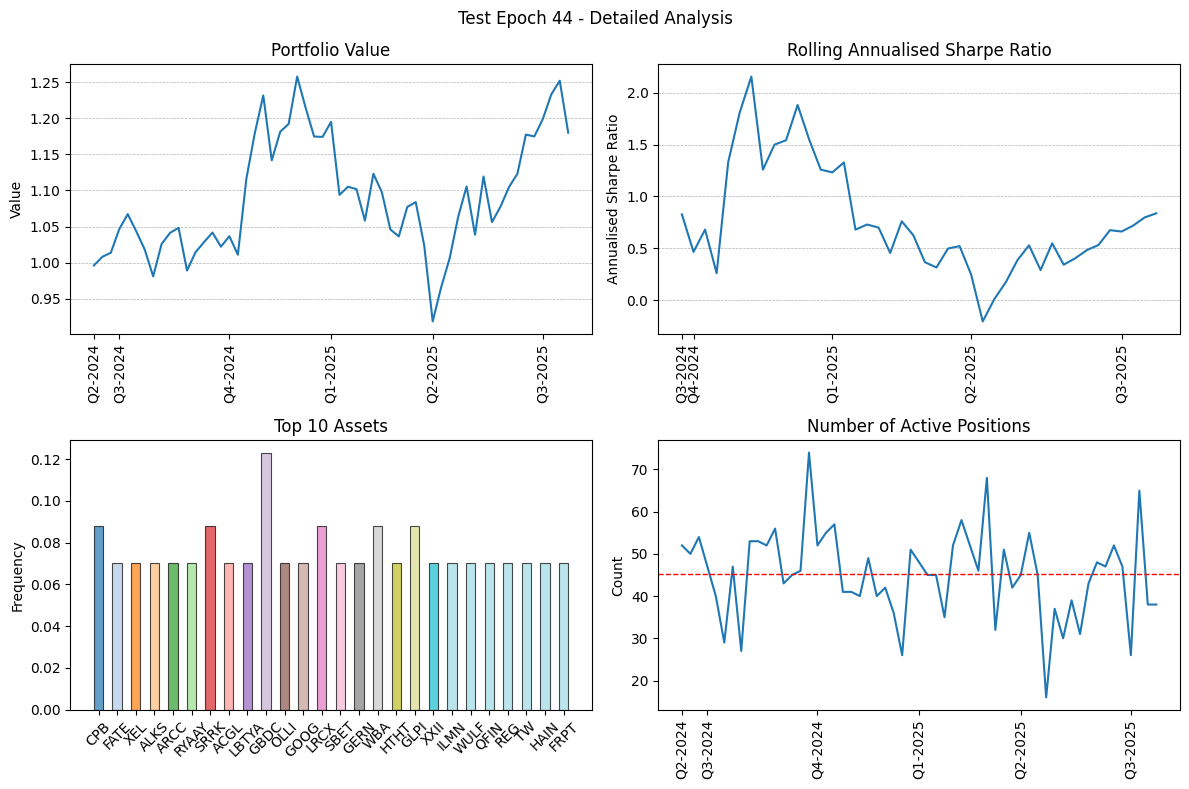 Test Epoch 44 - Detailed Analysis
Portfolio Value
Value
1.25
1.20
1.15
1.10
1.05
1.00
0.95
Q2-2024
Q3-2024
Q4-2024
Q1-2025
Q2-2025
Q3-2025
Rolling Annualised Sharpe Ratio
Annualised Sharpe Ratio
2.0
1.5
1.0
0.5
0.0
Q3-2024
Q4-2024
Q1-2025
Q2-2025
Q3-2025
Top 10 Assets
Frequency
0.12
0.10
0.08
0.06
0.04
0.02
0.00
CPB
FATE
XEL
ALKS
ARCC
RYAAY
SRRK
ACGL
LBTYA
GBDC
OLLI
GOOG
LRCX
SBET
GERN
WBA
HTHT
GLPI
XXII
ILMN
WULF
QFIN
REG
TW
HAIN
FRPT
Number of Active Positions
Count
70
60
50
40
30
20
Q2-2024
Q3-2024
Q4-2024
Q1-2025
Q2-2025
Q3-2025